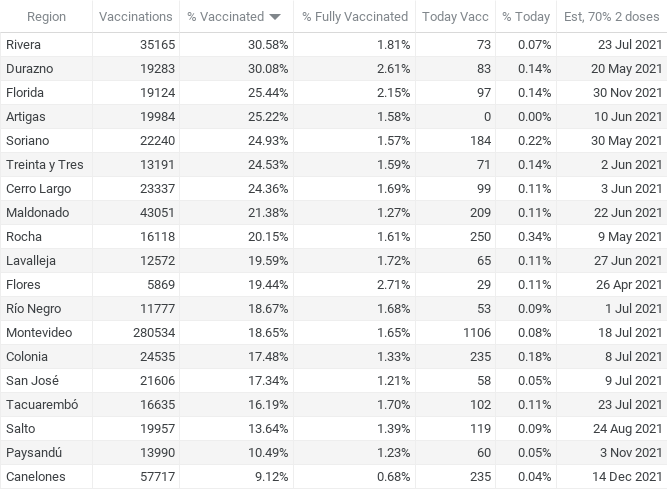 Region Vaccinations % Vaccinated % Fully Vaccinated Today Vacc % Today Est, 70% 2 doses
Rivera 35165 30.58% 1.81% 73 0.07% 23 Jul 2021
Durazno 19283 30.08% 2.61% 83 0.14% 20 May 2021
Florida 19124 25.44% 2.15% 97 0.14% 30 Nov 2021
Artigas 19984 25.22% 1.58% 0 0.00% 10 Jun 2021
Soriano 22240 24.93% 1.57% 184 0.22% 30 May 2021
Treinta y Tres 13191 24.53% 1.59% 71 0.14% 2 Jun 2021
Cerro Largo 23337 24.36% 1.69% 99 0.11% 3 Jun 2021
Maldonado 43051 21.38% 1.27% 209 0.11% 22 Jun 2021
Rocha 16118 20.15% 1.61% 250 0.34% 9 May 2021
Lavalleja 12572 19.59% 1.72% 65 0.11% 27 Jun 2021
Flores 5869 19.44% 2.71% 29 0.11% 26 Apr 2021
Río Negro 11777 18.67% 1.68% 53 0.09% 1 Jul 2021
Montevideo 280534 18.65% 1.65% 1106 0.08% 18 Jul 2021
Colonia 24535 17.48% 1.33% 235 0.18% 8 Jul 2021
San José 21606 17.34% 1.21% 58 0.05% 9 Jul 2021
Tacuarembó 16635 16.19% 1.70% 102 0.11% 23 Jul 2021
Salto 19957 13.64% 1.39% 119 0.09% 24 Aug 2021
Paysandú 13990 10.49% 1.23% 60 0.05% 3 Nov 2021
Canelones 57717 9.12% 0.68% 235 0.04% 14 Dec 2021